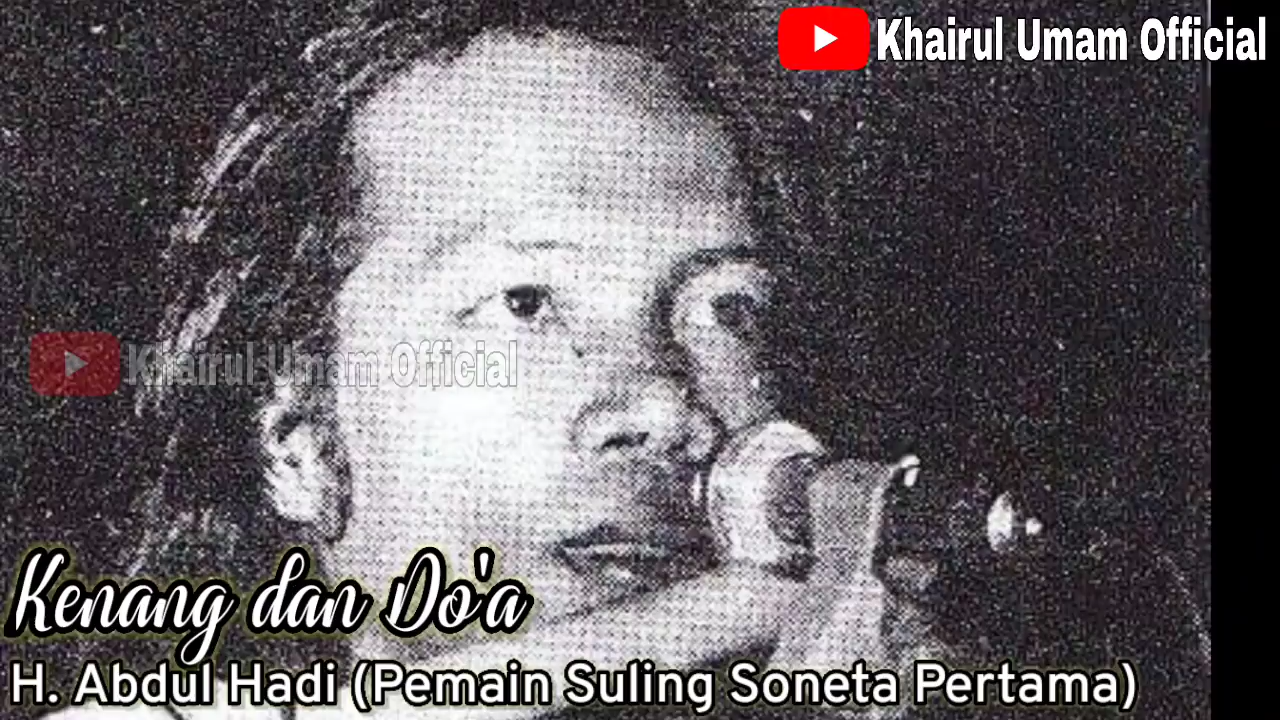 Khairul Umam Official
Khairul Umam Official
Kenang dan Do'a
H. Abdul Hadi (Pemain Suling Soneta Pertama)